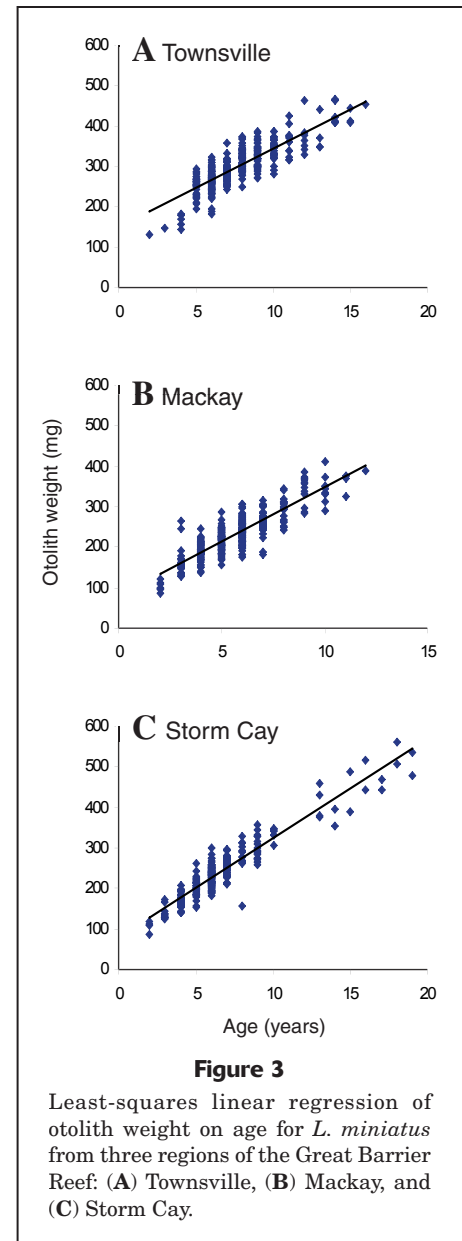 A Townsville
600
500
400
300
200
100
0
0 5 10 15 20
B Mackay
600
500
400
300
200
100
0
0 5 10 15
Otolith weight (mg)
C Storm Cay
600
500
400
300
200
100
0
0 5 10 15 20
Age (years)
Figure 3
Least-squares linear regression of
otolith weight on age for L. miniatus
from three regions of the Great Barrier
Reef: (A) Townsville, (B) Mackay, and
(C) Storm Cay.